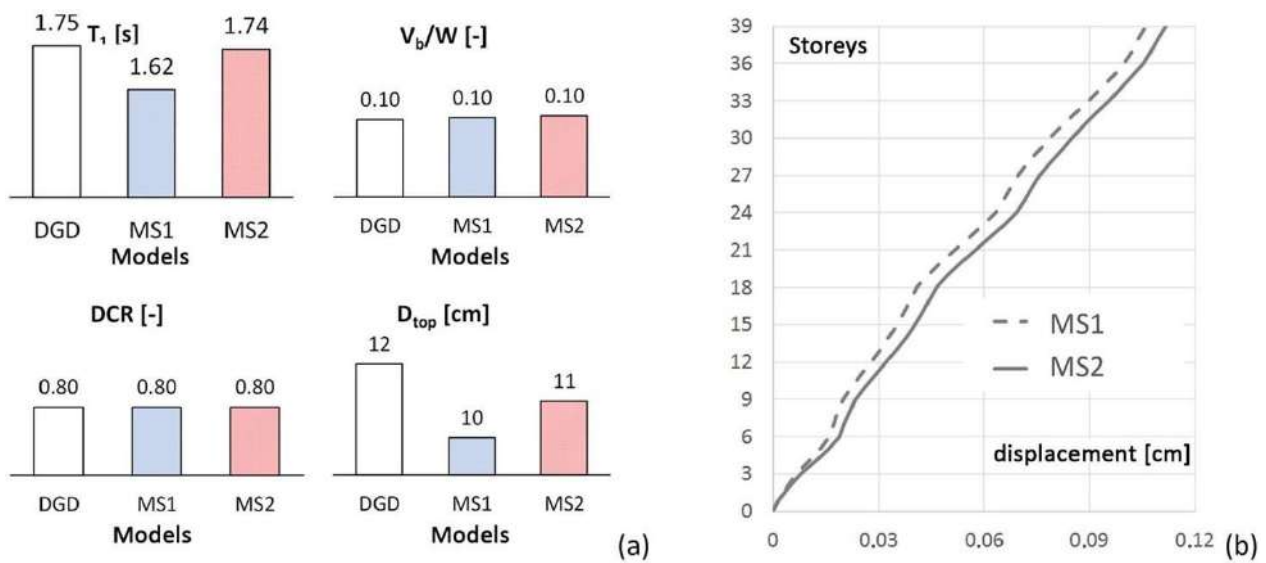 1.75
T₁ [s]
1.74
1.62
DGD
MS1
MS2
Models
V_b/W [-]
0.10
0.10
0.10
DGD
MS1
MS2
Models
DCR [-]
0.80
0.80
0.80
DGD
MS1
MS2
Models
D_top [cm]
12
10
11
DGD
MS1
MS2
Models
(a)
39
36
33
30
27
24
21
18
15
12
9
6
3
0
Storeys
MS1
MS2
displacement [cm]
0
0.03
0.06
0.09
0.12
(b)